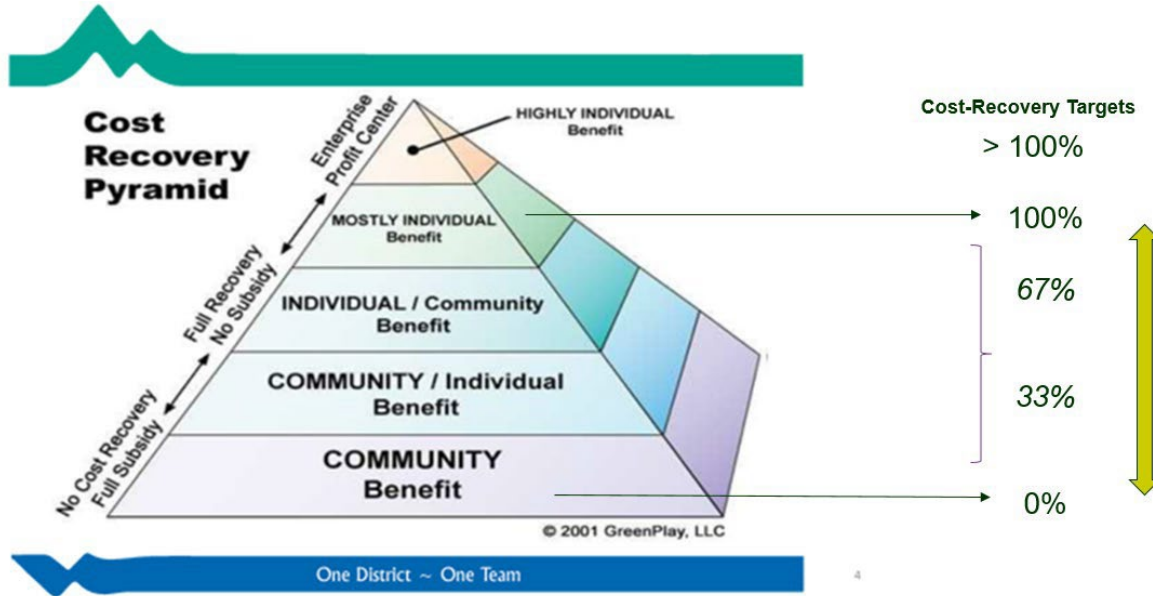 Cost
Recovery
Pyramid
Enterprise
Profit Center
Full Recovery
No Subsidy
No Cost Recovery
Full Subsidy
HIGHLY INDIVIDUAL
Benefit
MOSTLY INDIVIDUAL
Benefit
INDIVIDUAL / Community
Benefit
COMMUNITY / Individual
Benefit
COMMUNITY
Benefit
© 2001 GreenPlay, LLC
Cost-Recovery Targets
> 100%
100%
67%
33%
0%
One District ~ One Team
4